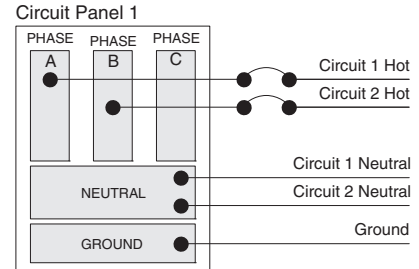 Circuit Panel 1
PHASE PHASE PHASE
A B C
Circuit 1 Hot
Circuit 2 Hot
Circuit 1 Neutral
NEUTRAL
Circuit 2 Neutral
Ground
GROUND